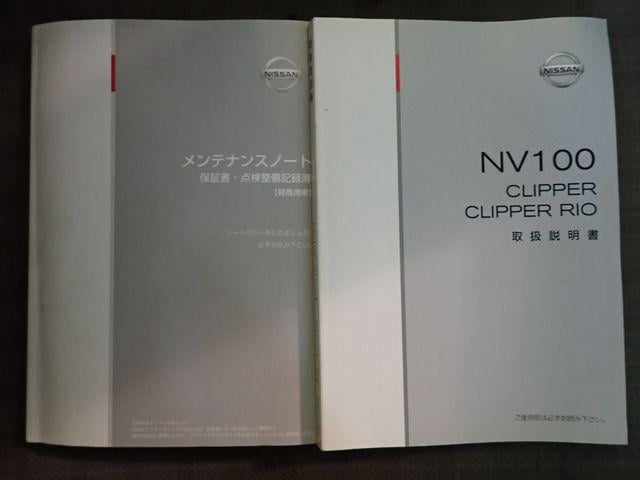 NISSAN
メンテナンスノート
保証書・点検整備記録簿
【軽商用車】
シートベルトをしめましょう。
必ずお読み下さい。
NISSAN
NV100
CLIPPER
CLIPPER RIO
取扱説明書
ご使用前は必ずお読み下さい。